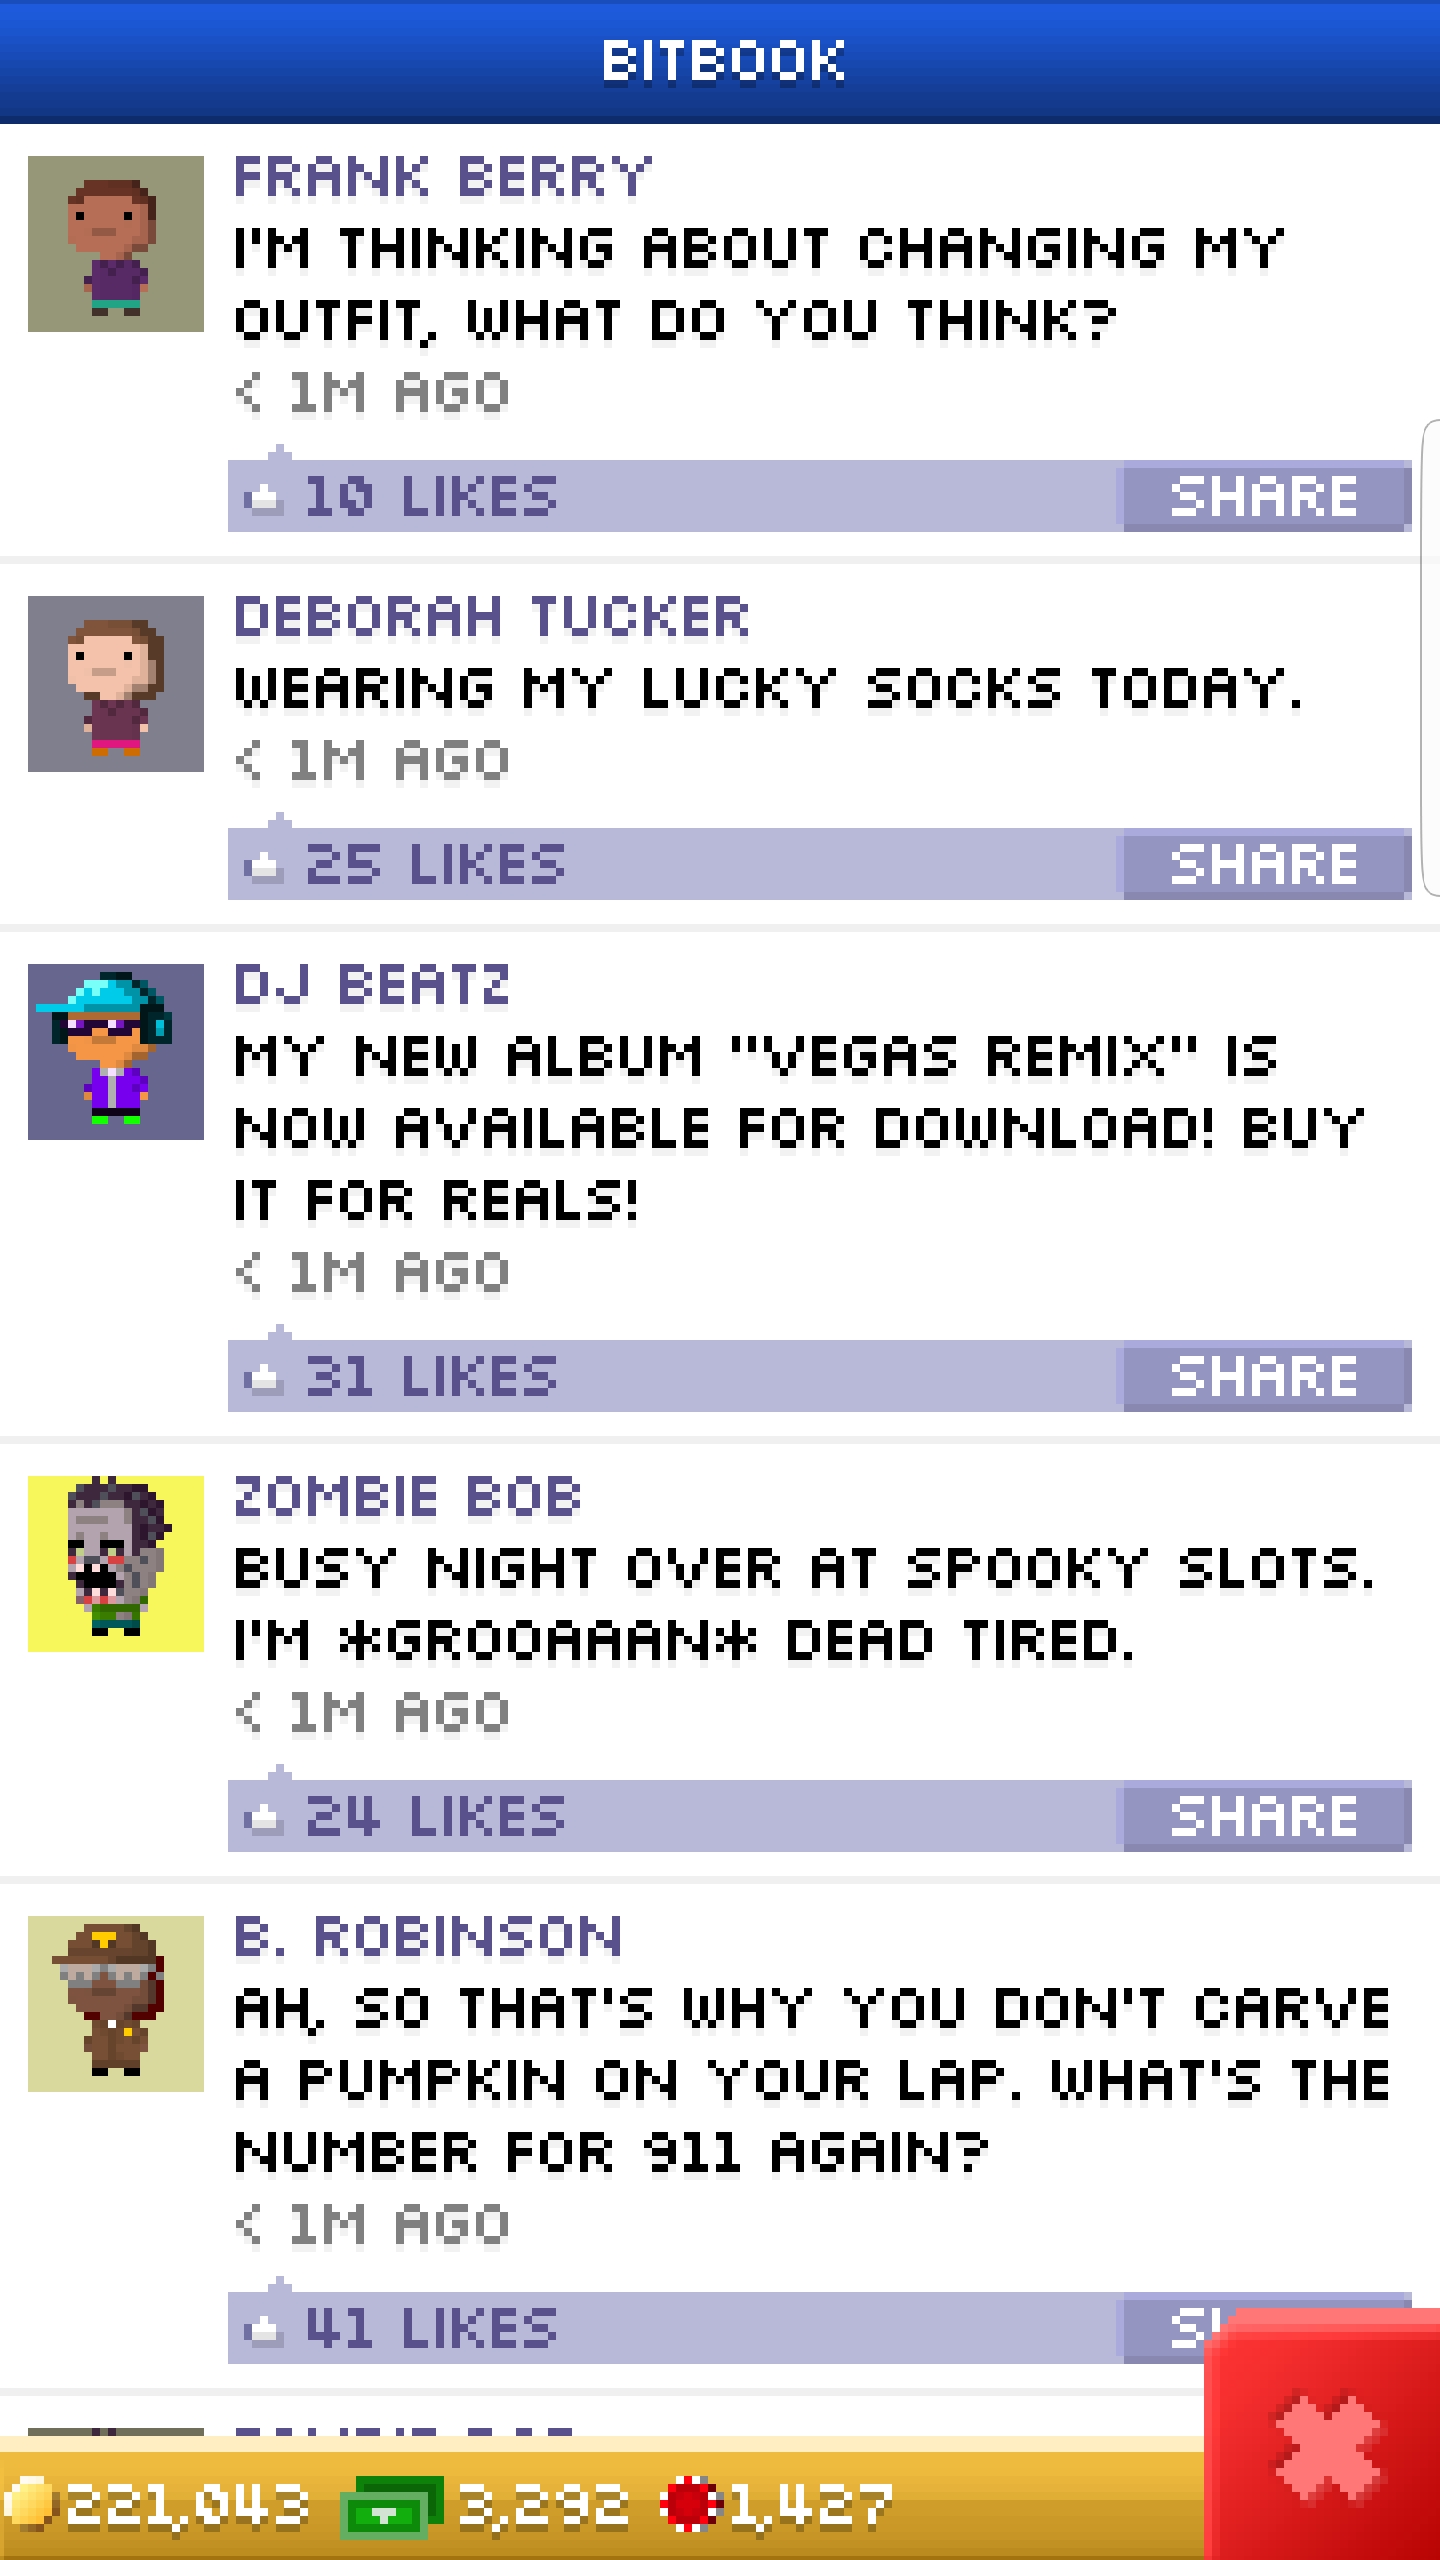 BITBOOK
FRANK BERRY
I'M THINKING ABOUT CHANGING MY
OUTFIT, WHAT DO YOU THINK?
< 1M AGO
10 LIKES SHARE
DEBORAH TUCKER
WEARING MY LUCKY SOCKS TODAY.
< 1M AGO
25 LIKES SHARE
DJ BEATZ
MY NEW ALBUM "VEGAS REMIX" IS
NOW AVAILABLE FOR DOWNLOAD! BUY
IT FOR REALS!
< 1M AGO
31 LIKES SHARE
ZOMBIE BOB
BUSY NIGHT OVER AT SPOOKY SLOTS.
I'M *GROOAAAN* DEAD TIRED.
< 1M AGO
24 LIKES SHARE
B. ROBINSON
AH, SO THAT'S WHY YOU DON'T CARVE
A PUMPKIN ON YOUR LAP. WHAT'S THE
NUMBER FOR 911 AGAIN?
< 1M AGO
41 LIKES
221,043 3,292 1,427